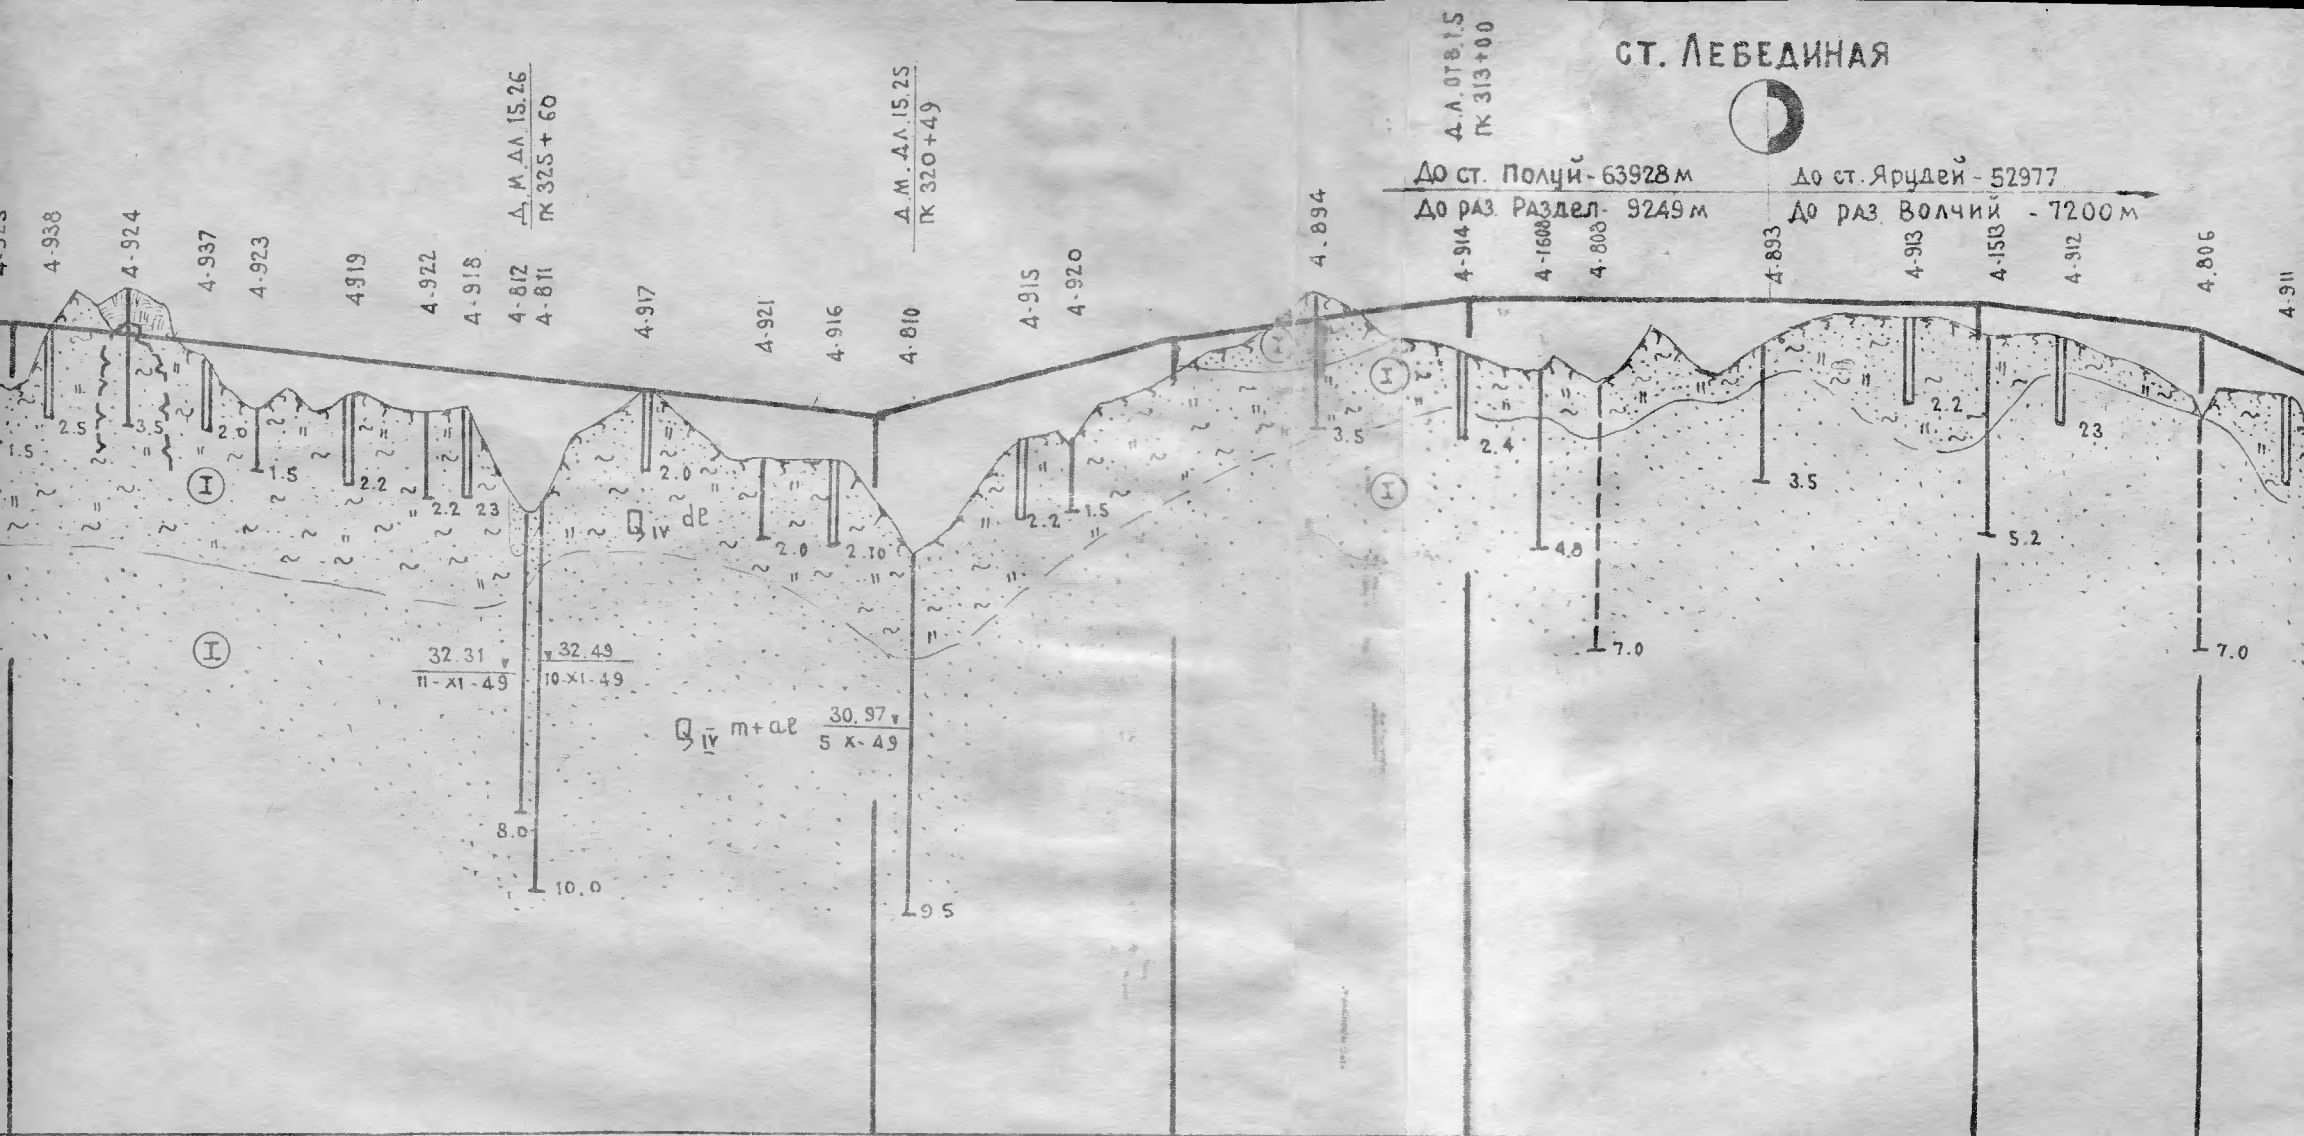 СТ. ЛЕБЕДИНАЯ
Д.Л.ОТВ.1.5
ПК 313+00
До ст. Полуй - 63928 м
До раз. Раздел - 9249 м
До ст. Ярудей - 52977
До раз. Волчий - 7200 м
Д.М. ДЛ. 15.26
ПК 325+60
Д.М. ДЛ. 15.25
ПК 320+49
4-938
4-924
4-937
4-923
4919
4-922
4-918
4-812
4-811
4-917
4-921
4-916
4-810
4-915
4-920
4.894
4-914
4-1608
4.808
4.893
4-913
4-1513
4-912
4.806
4-911
1.5
2.5
3.5
2.0
1.5
2.2
2.2
23
2.0
2.0
2.10
2.2
1.5
3.5
2.4
4.8
7.0
3.5
2.2
5.2
23
7.0
II
II
II
I
I
Q IV dl
32.31
11-XI-49
32.49
10-XI-49
Q IV m+al
30.97
5 X-49
8.0
10.0
9.5